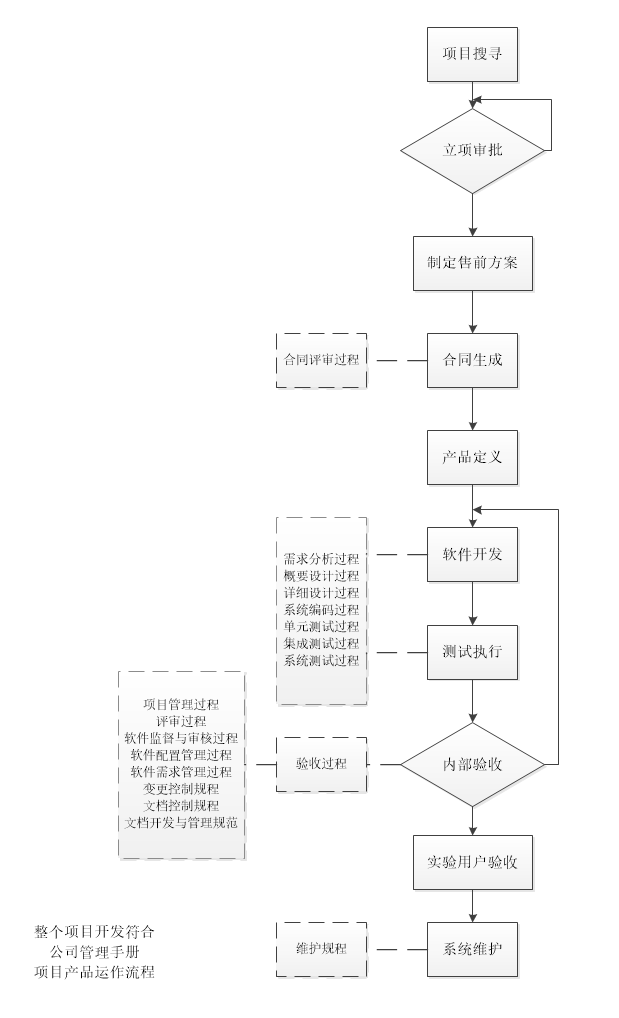 项目搜寻
立项审批
制定售前方案
合同评审过程
合同生成
产品定义
需求分析过程
概要设计过程
详细设计过程
系统编码过程
单元测试过程
集成测试过程
系统测试过程
软件开发
测试执行
项目管理过程
评审过程
软件监督与审核过程
软件配置管理过程
软件需求管理过程
变更控制规程
文档控制规程
文档开发与管理规范
验收过程
内部验收
实验用户验收
整个项目开发符合
公司管理手册
项目产品运作流程
维护规程
系统维护